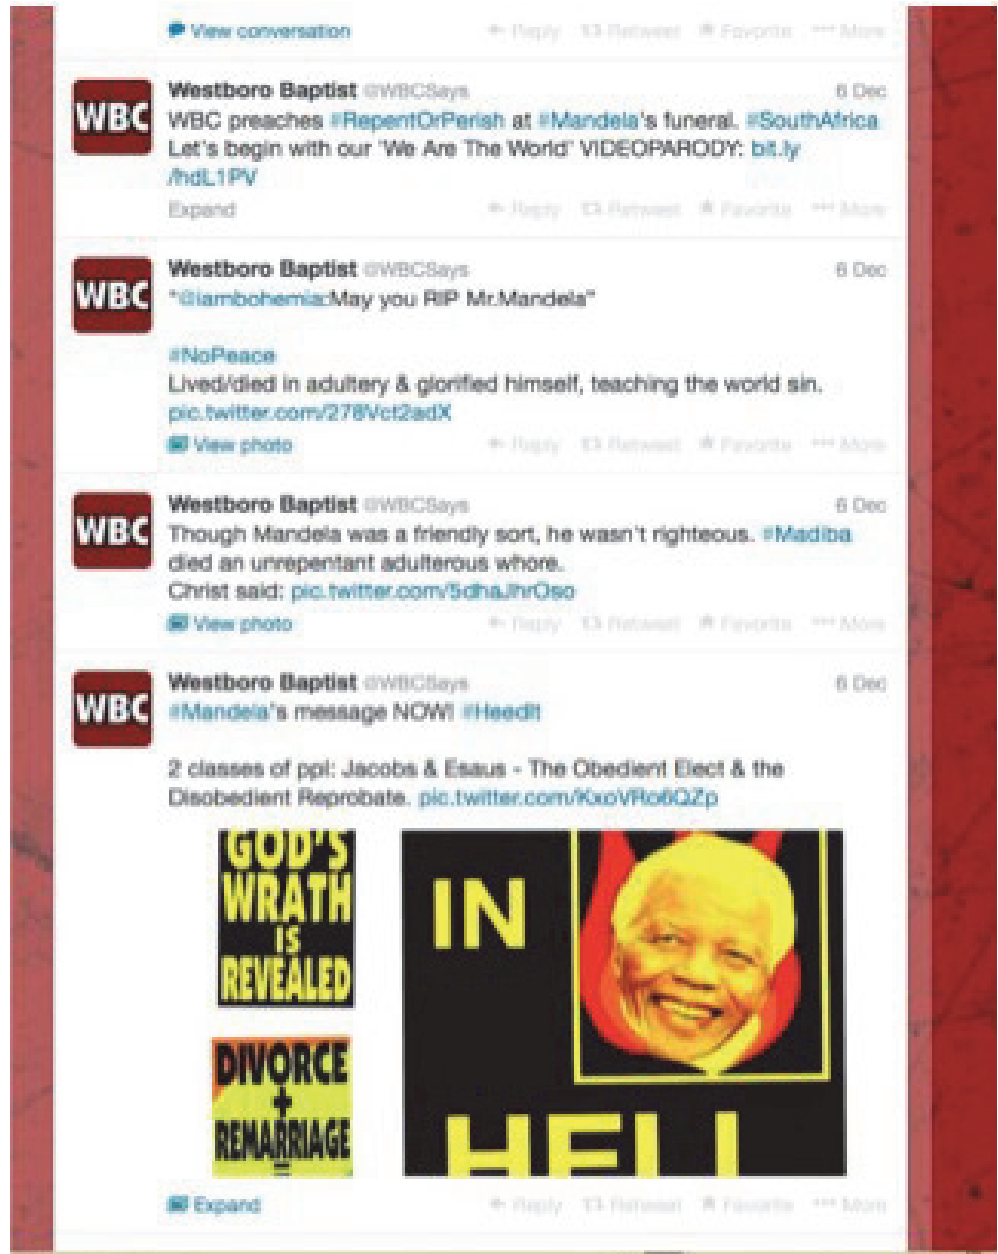 View conversation
Reply Retweet Favorite More
WBC
Westboro Baptist @WBCSays 6 Dec
WBC preaches #RepentOrPerish at #Mandela's funeral. #SouthAfrica
Let's begin with our 'We Are The World' VIDEOPARODY: bit.ly
/hdL1PV
Expand Reply Retweet Favorite More
WBC
Westboro Baptist @WBCSays 6 Dec
"@iambohemia:May you RIP Mr.Mandela"
#NoPeace
Lived/died in adultery & glorified himself, teaching the world sin.
pic.twitter.com/278Vct2adX
View photo Reply Retweet Favorite More
WBC
Westboro Baptist @WBCSays 6 Dec
Though Mandela was a friendly sort, he wasn't righteous. #Madiba
died an unrepentant adulterous whore.
Christ said: pic.twitter.com/5dhaJhrOso
View photo Reply Retweet Favorite More
WBC
Westboro Baptist @WBCSays 6 Dec
#Mandela's message NOW! #HeedIt
2 classes of ppl: Jacobs & Esaus - The Obedient Elect & the
Disobedient Reprobate. pic.twitter.com/KxoVRo6QZp
GOD'S
WRATH
IS
REVEALED
DIVORCE
+
REMARRIAGE
=
IN
HELL
Expand Reply Retweet Favorite More